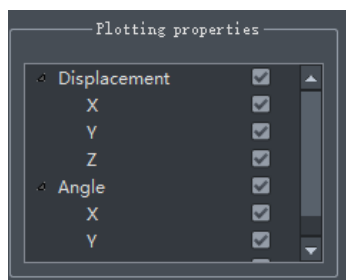 Plotting properties
Displacement
X
Y
Z
Angle
X
Y